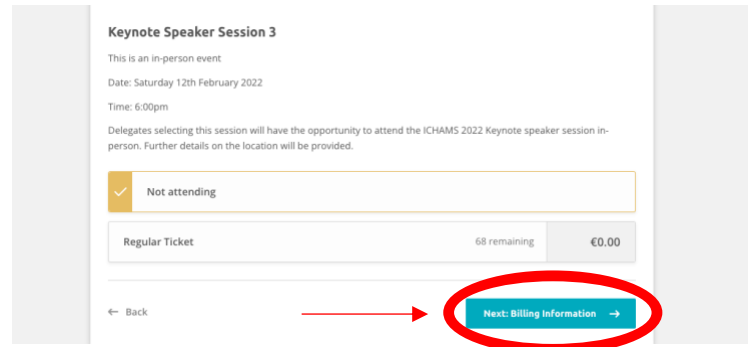 Keynote Speaker Session 3
This is an in-person event
Date: Saturday 12th February 2022
Time: 6:00pm
Delegates selecting this session will have the opportunity to attend the ICHAMS 2022 Keynote speaker session in-
person. Further details on the location will be provided.
Not attending
Regular Ticket 68 remaining €0.00
← Back Next: Billing Information →